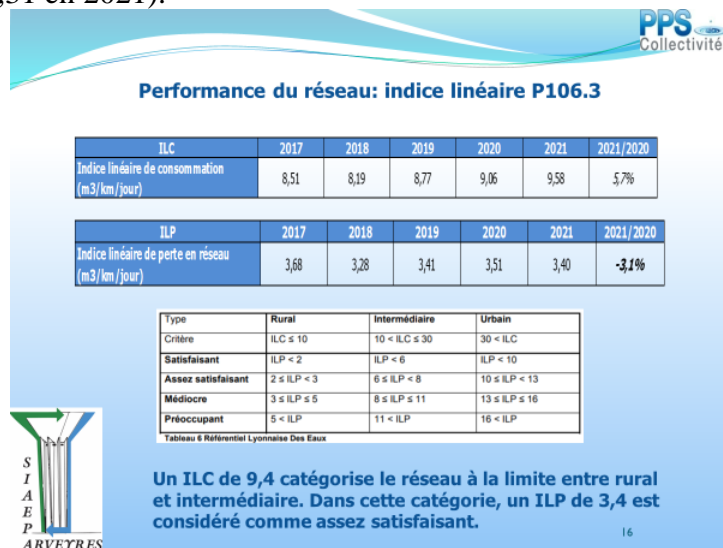 ,51 en 2021).
PPS
Collectivité
Performance du réseau: indice linéaire P106.3
ILC 2017 2018 2019 2020 2021 2021/2020
Indice linéaire de consommation
(m3/km/jour) 8,51 8,19 8,77 9,06 9,58 5,7%
ILP 2017 2018 2019 2020 2021 2021/2020
Indice linéaire de perte en réseau
(m3/km/jour) 3,68 3,28 3,41 3,51 3,40 -3,1%
Type Rural Intermédiaire Urbain
Critère ILC ≤ 10 10 < ILC ≤ 30 30 < ILC
Satisfaisant ILP < 2 ILP < 6 ILP < 10
Assez satisfaisant 2 ≤ ILP < 3 6 ≤ ILP < 8 10 ≤ ILP < 13
Médiocre 3 ≤ ILP ≤ 5 8 ≤ ILP ≤ 11 13 ≤ ILP ≤ 16
Préoccupant 5 < ILP 11 < ILP 16 < ILP
Tableau 6 Référentiel Lyonnaise Des Eaux
Un ILC de 9,4 catégorise le réseau à la limite entre rural
et intermédiaire. Dans cette catégorie, un ILP de 3,4 est
considéré comme assez satisfaisant.
16
S
I
A
E
P
ARVEYRES